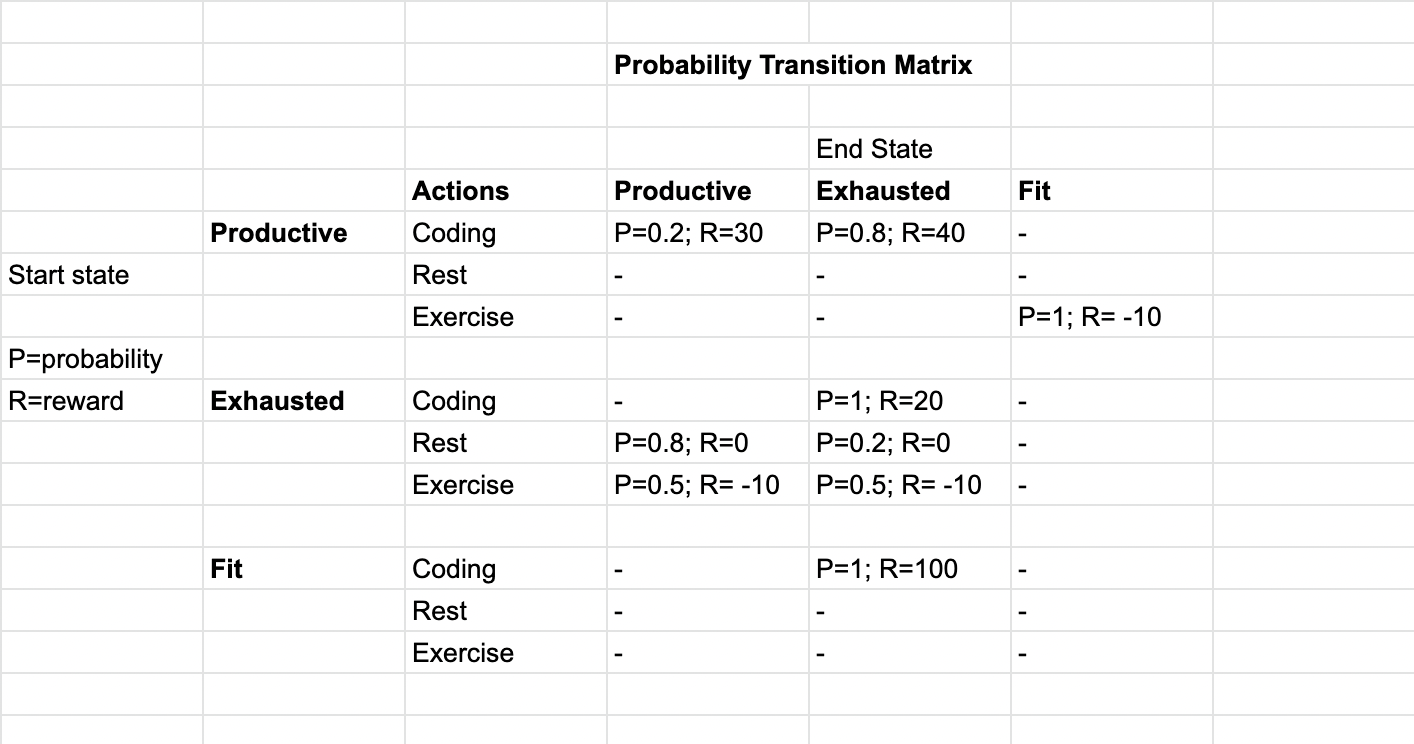 Probability Transition Matrix
End State
Actions Productive Exhausted Fit
Productive Coding P=0.2; R=30 P=0.8; R=40 -
Start state Rest - - -
Exercise - - P=1; R= -10
P=probability
R=reward Exhausted Coding - P=1; R=20 -
Rest P=0.8; R=0 P=0.2; R=0 -
Exercise P=0.5; R= -10 P=0.5; R= -10 -
Fit Coding - P=1; R=100 -
Rest - - -
Exercise - - -